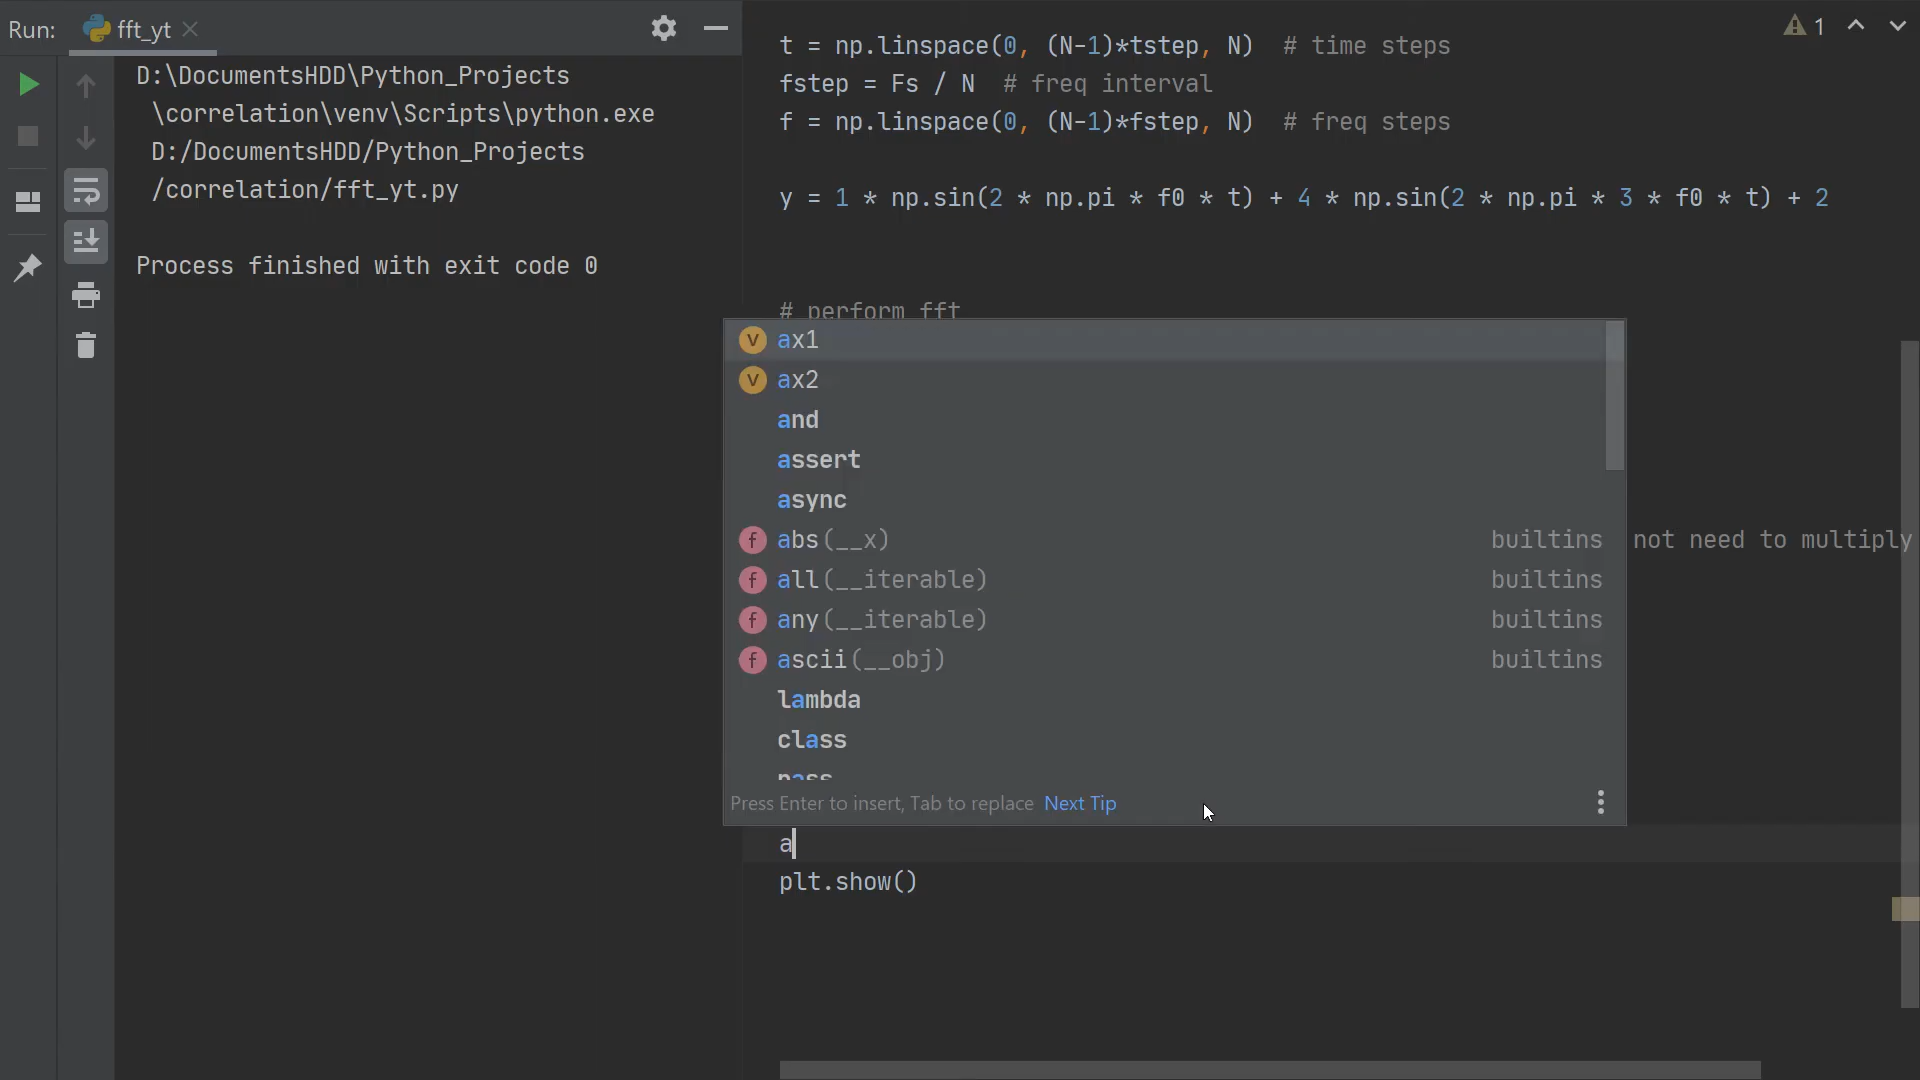 Run: fft_yt
D:\DocumentsHDD\Python_Projects
\correlation\venv\Scripts\python.exe
D:/DocumentsHDD/Python_Projects
/correlation/fft_yt.py
Process finished with exit code 0
1
t = np.linspace(0, (N-1)*tstep, N)  # time steps
fstep = Fs / N  # freq interval
f = np.linspace(0, (N-1)*fstep, N)  # freq steps
y = 1 * np.sin(2 * np.pi * f0 * t) + 4 * np.sin(2 * np.pi * 3 * f0 * t) + 2
# perform fft
V ax1
V ax2
and
assert
async
f abs(__x) builtins
not need to multiply
f all(__iterable) builtins
f any(__iterable) builtins
f ascii(__obj) builtins
lambda
class
pass
Press Enter to insert, Tab to replace Next Tip
a
plt.show()